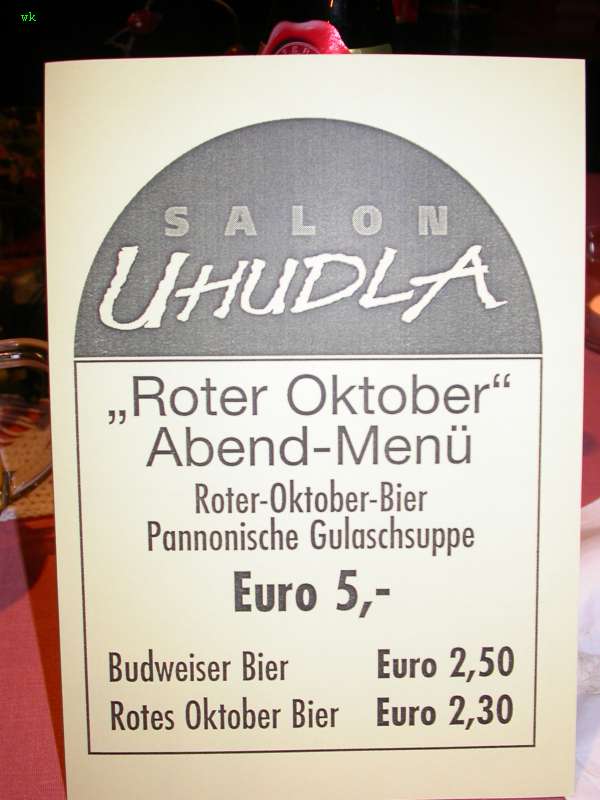 wk
SALON
UHUDLA
„Roter Oktober“
Abend-Menü
Roter-Oktober-Bier
Pannonische Gulaschsuppe
Euro 5,-
Budweiser Bier Euro 2,50
Rotes Oktober Bier Euro 2,30